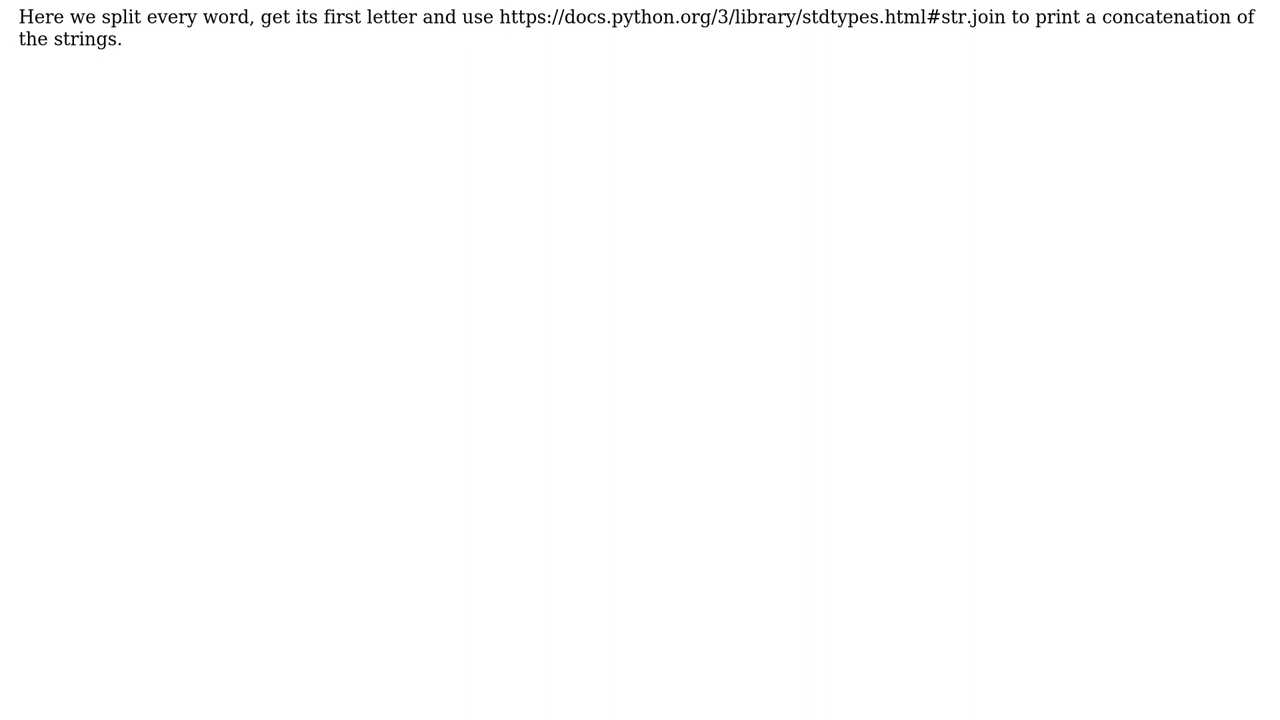 Here we split every word, get its first letter and use https://docs.python.org/3/library/stdtypes.html#str.join to print a concatenation of
the strings.